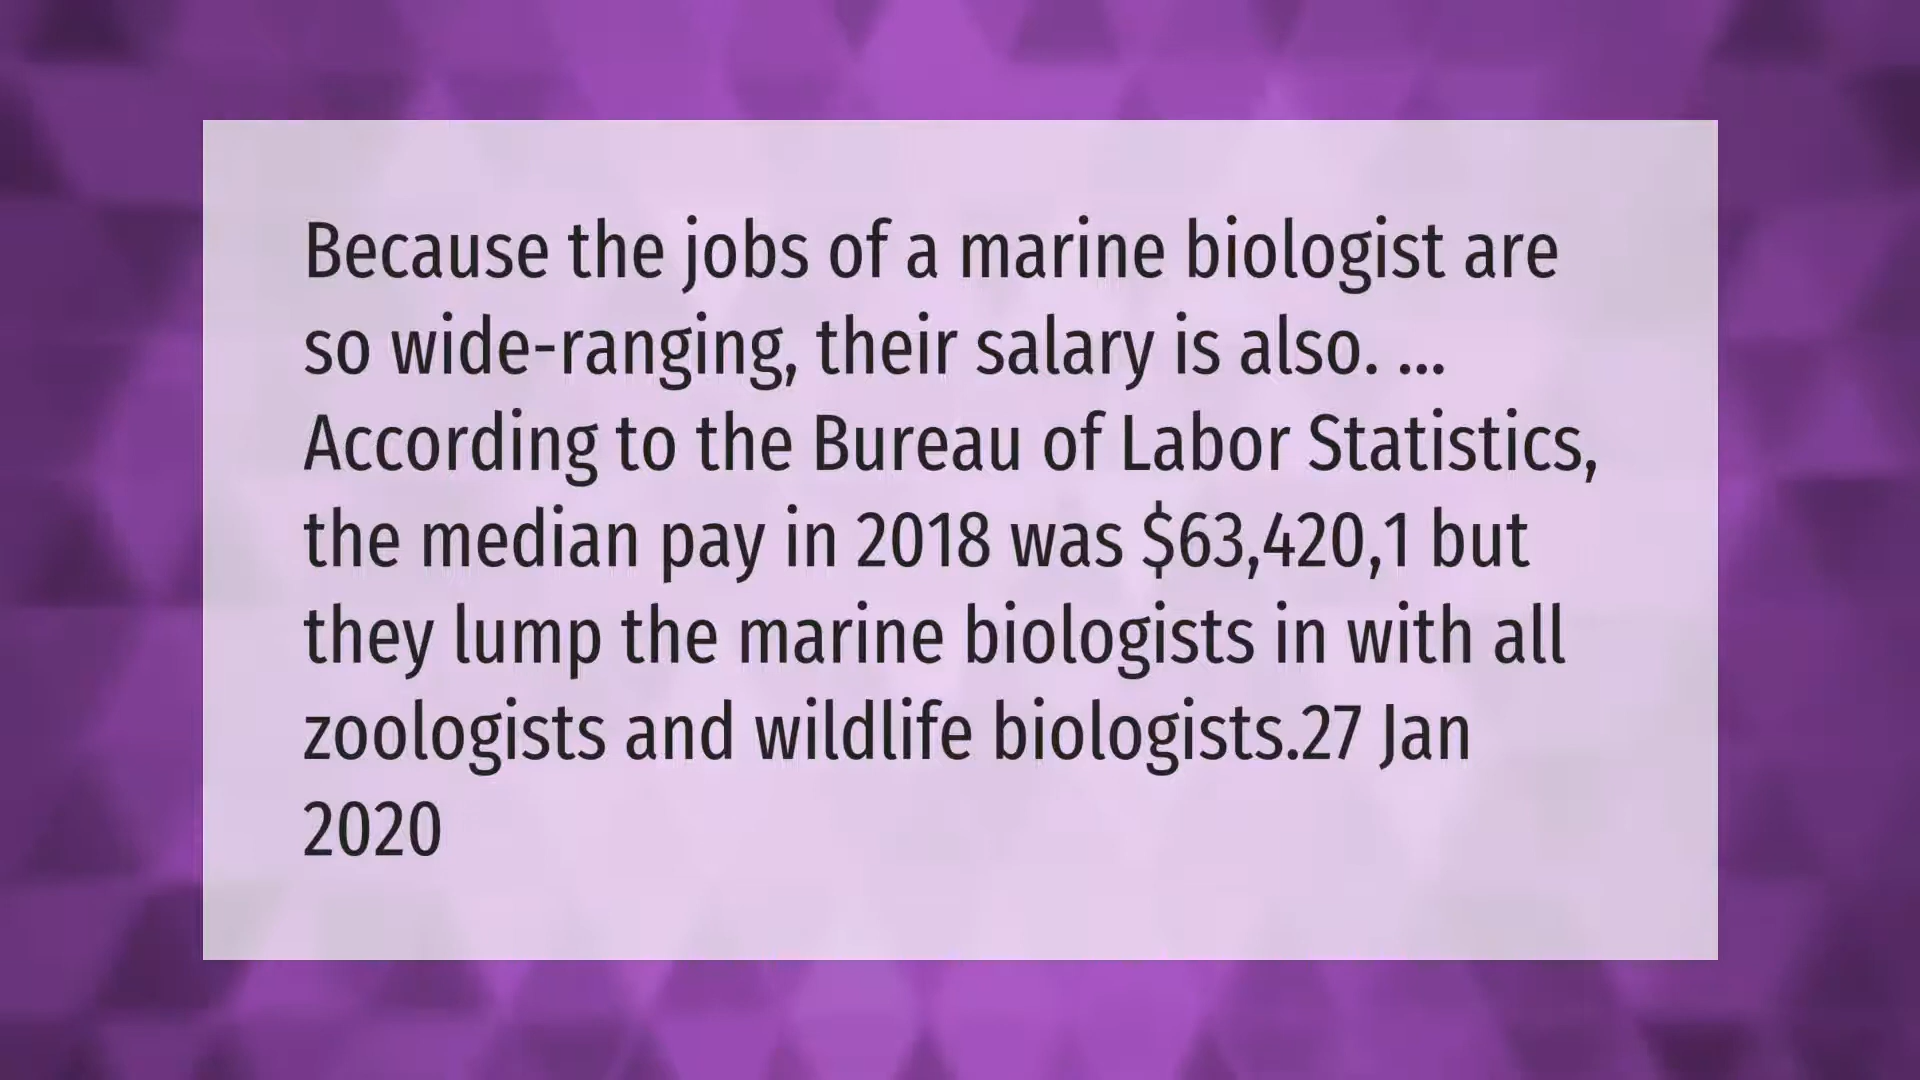 Because the jobs of a marine biologist are
so wide-ranging, their salary is also. ...
According to the Bureau of Labor Statistics,
the median pay in 2018 was $63,420,1 but
they lump the marine biologists in with all
zoologists and wildlife biologists.27 Jan
2020